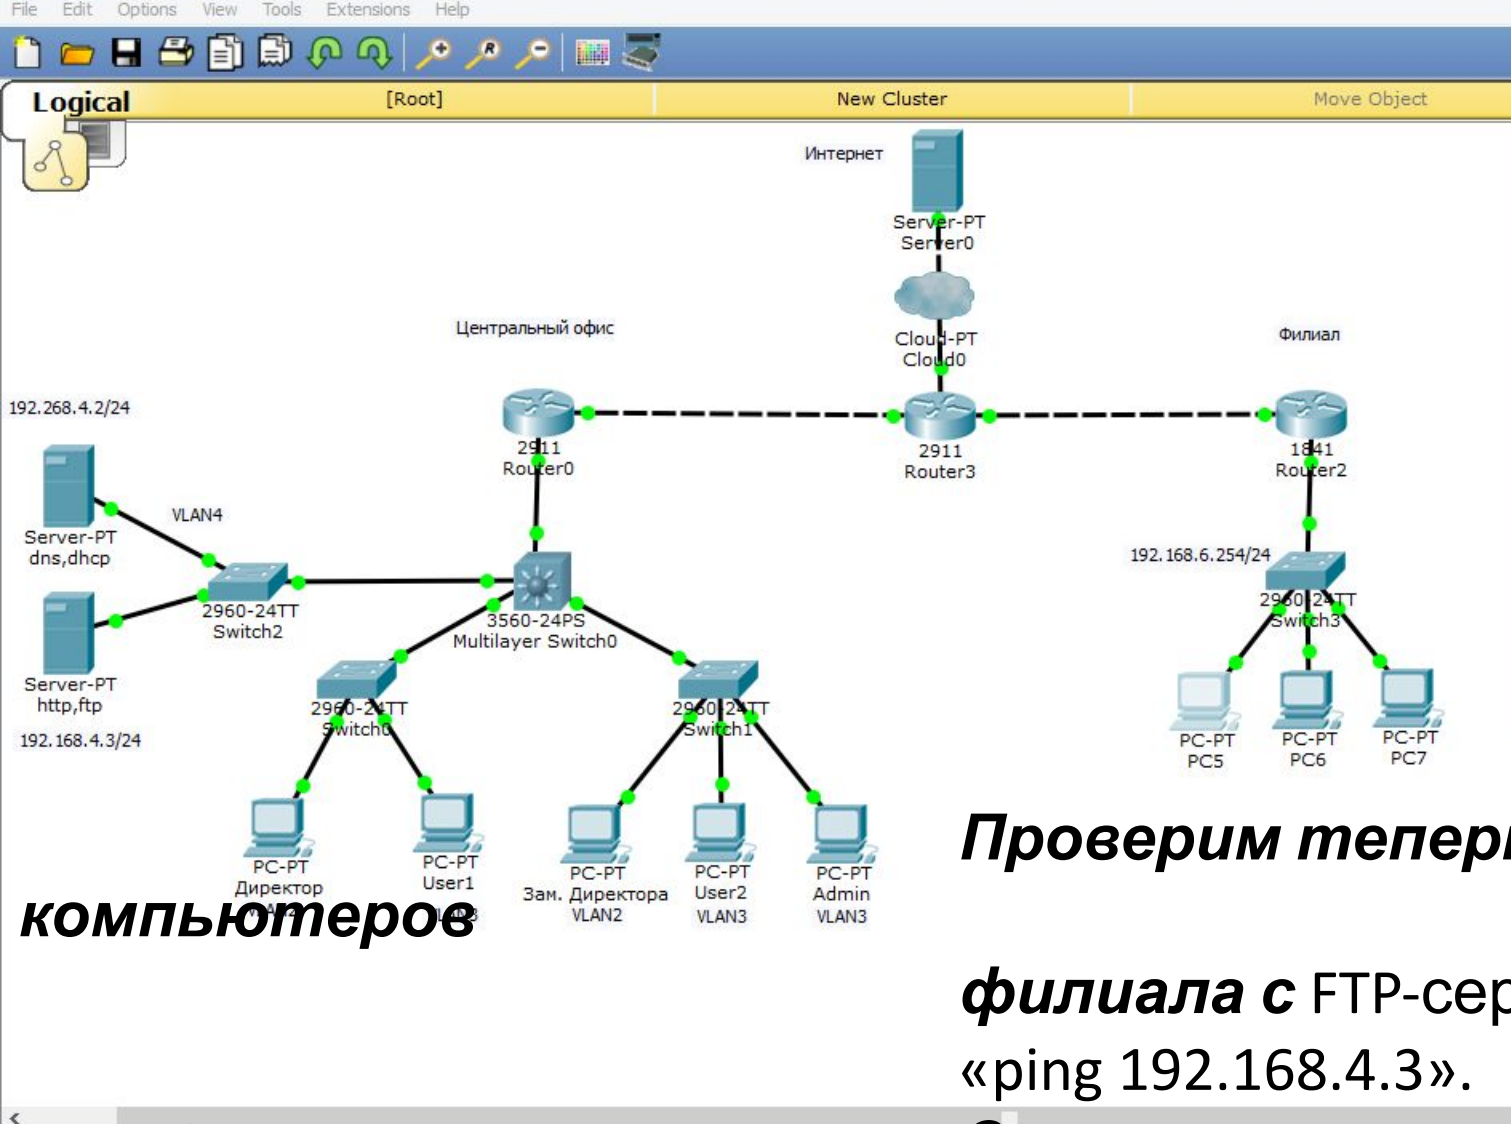 File Edit Options View Tools Extensions Help
Logical [Root] New Cluster Move Object
Интернет
Server-PT
Server0
Центральный офис
Cloud-PT
Cloud0
Филиал
192.268.4.2/24
2911
Router0
2911
Router3
1841
Router2
VLAN4
Server-PT
dns,dhcp
192.168.6.254/24
2960-24TT
Switch2
3560-24PS
Multilayer Switch0
2960-24TT
Switch3
Server-PT
http,ftp
192.168.4.3/24
2960-24TT
Switch0
2960-24TT
Switch1
PC-PT
PC5
PC-PT
PC6
PC-PT
PC7
PC-PT
Директор
VLAN2
PC-PT
User1
VLAN3
PC-PT
Зам. Директора
VLAN2
PC-PT
User2
VLAN3
PC-PT
Admin
VLAN3
Проверим
компьютеров
филиала с
«ping 192.168.4.3».